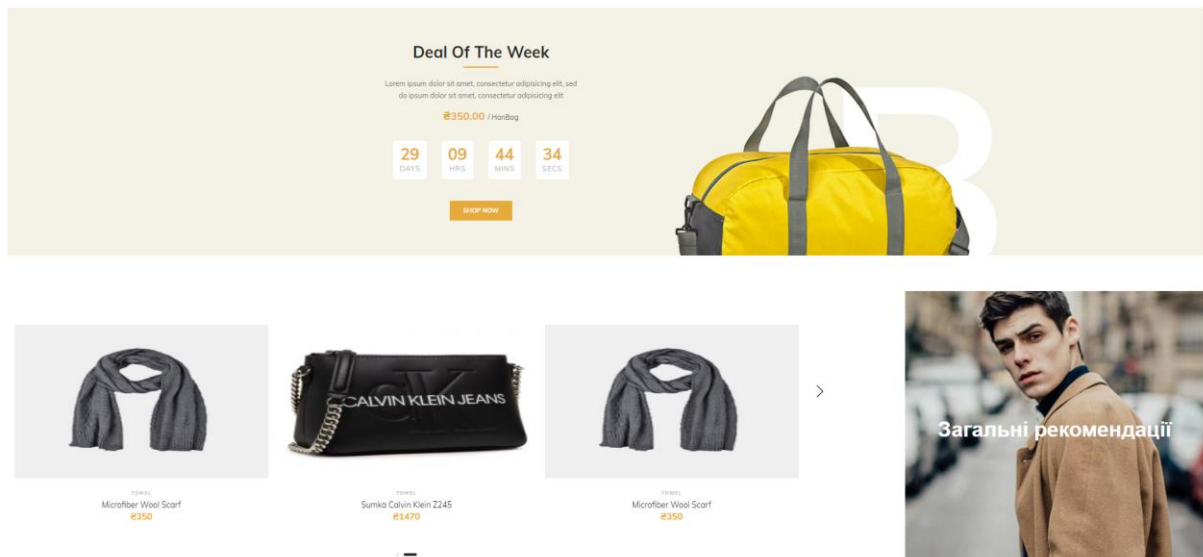 Deal Of The Week
Lorem ipsum dolor sit amet, consectetur adipisicing elit, sed
do ipsum dolor sit amet, consectetur adipisicing elit
₴350.00 / HanBag
29 09 44 34
DAYS HRS MINS SECS
SHOP NOW
B
CALVIN KLEIN JEANS
cK
TOWEL
Microfiber Wool Scarf
₴350
TOWEL
Sumka Calvin Klein Z245
₴1470
TOWEL
Microfiber Wool Scarf
₴350
Загальні рекомендації